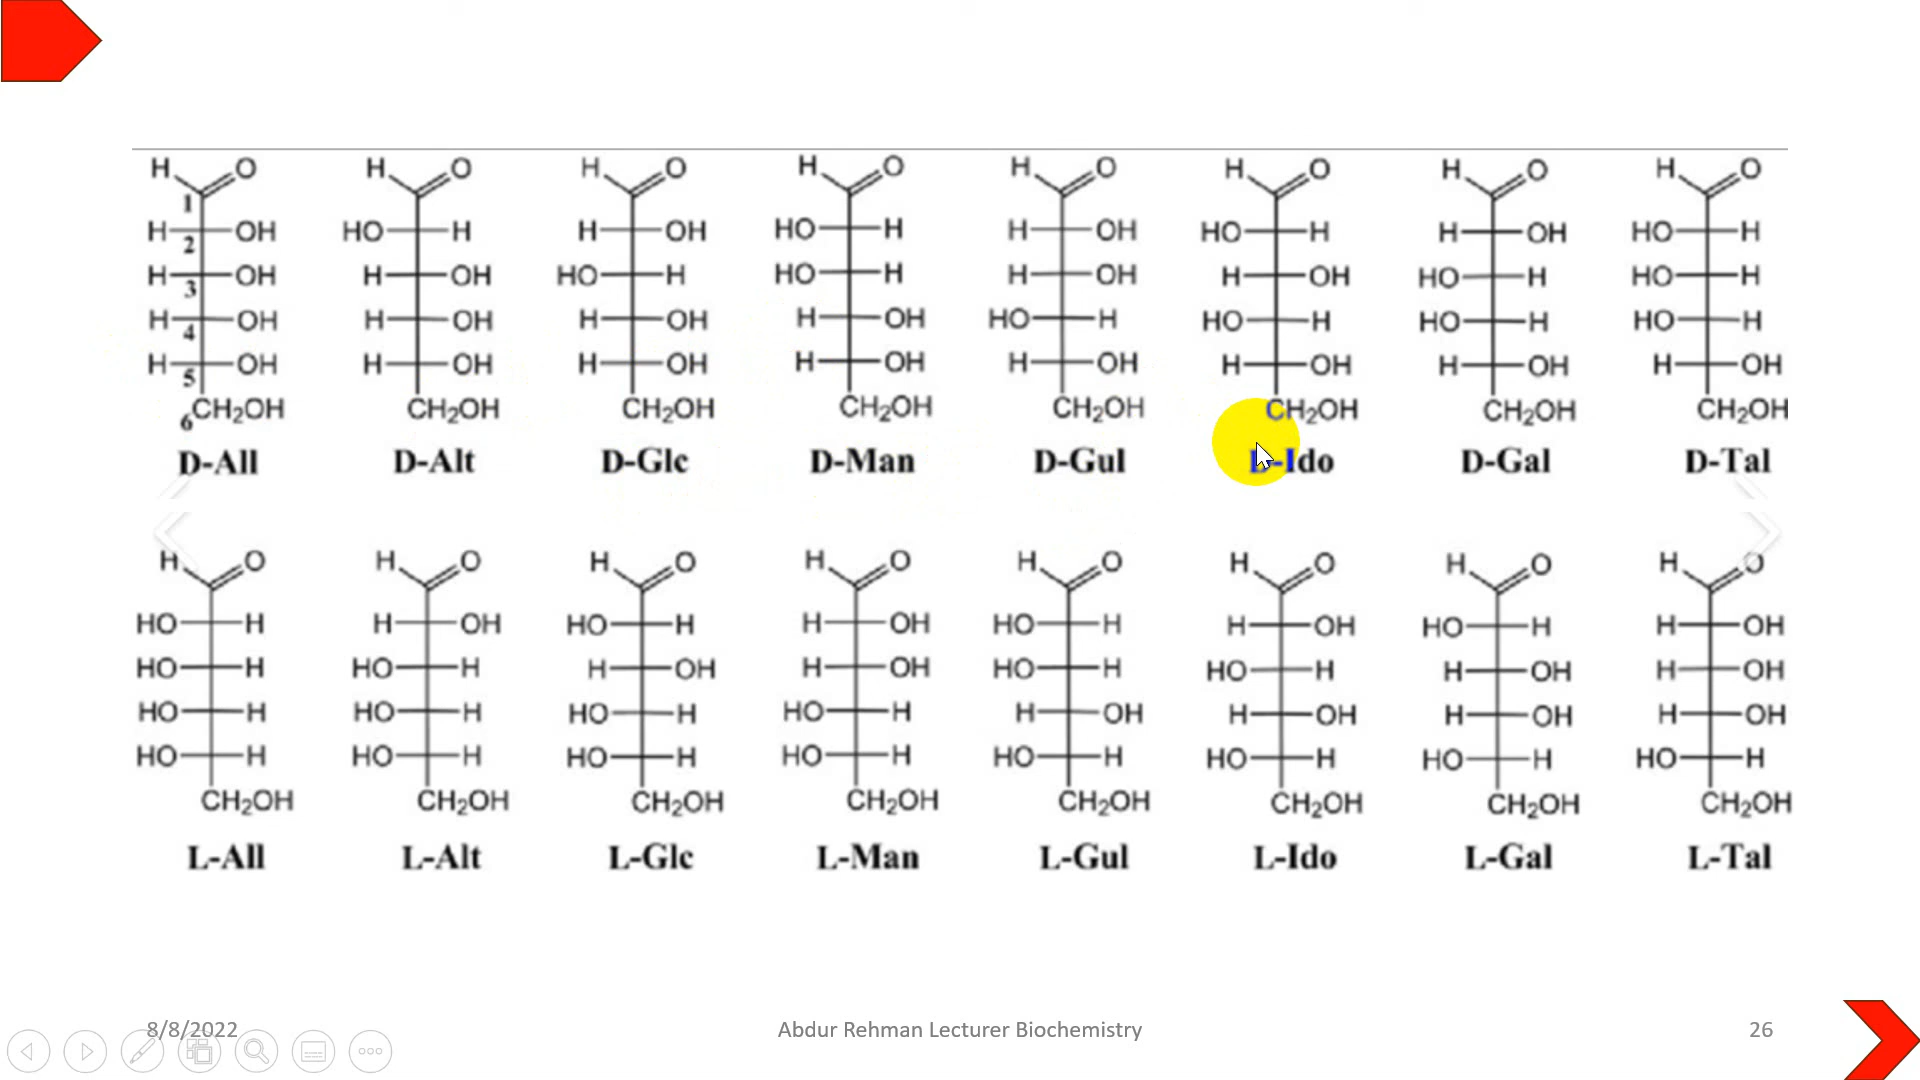 H O H O H O H O H O H O H O H O
1
H OH HO H H OH HO H H OH HO H H OH HO H
2
H OH H OH HO H HO H H OH H OH HO H HO H
3
H OH H OH H OH H OH HO H HO H HO H HO H
4
H OH H OH H OH H OH H OH H OH H OH H OH
5
CH₂OH CH₂OH CH₂OH CH₂OH CH₂OH CH₂OH CH₂OH CH₂OH
6
D-All D-Alt D-Glc D-Man D-Gul D-Ido D-Gal D-Tal
H O H O H O H O H O H O H O H O
HO H H OH HO H H OH HO H H OH HO H H OH
HO H HO H H OH H OH HO H HO H H OH H OH
HO H HO H HO H HO H H OH H OH H OH H OH
HO H HO H HO H HO H HO H HO H HO H HO H
CH₂OH CH₂OH CH₂OH CH₂OH CH₂OH CH₂OH CH₂OH CH₂OH
L-All L-Alt L-Glc L-Man L-Gul L-Ido L-Gal L-Tal
8/8/2022 Abdur Rehman Lecturer Biochemistry 26